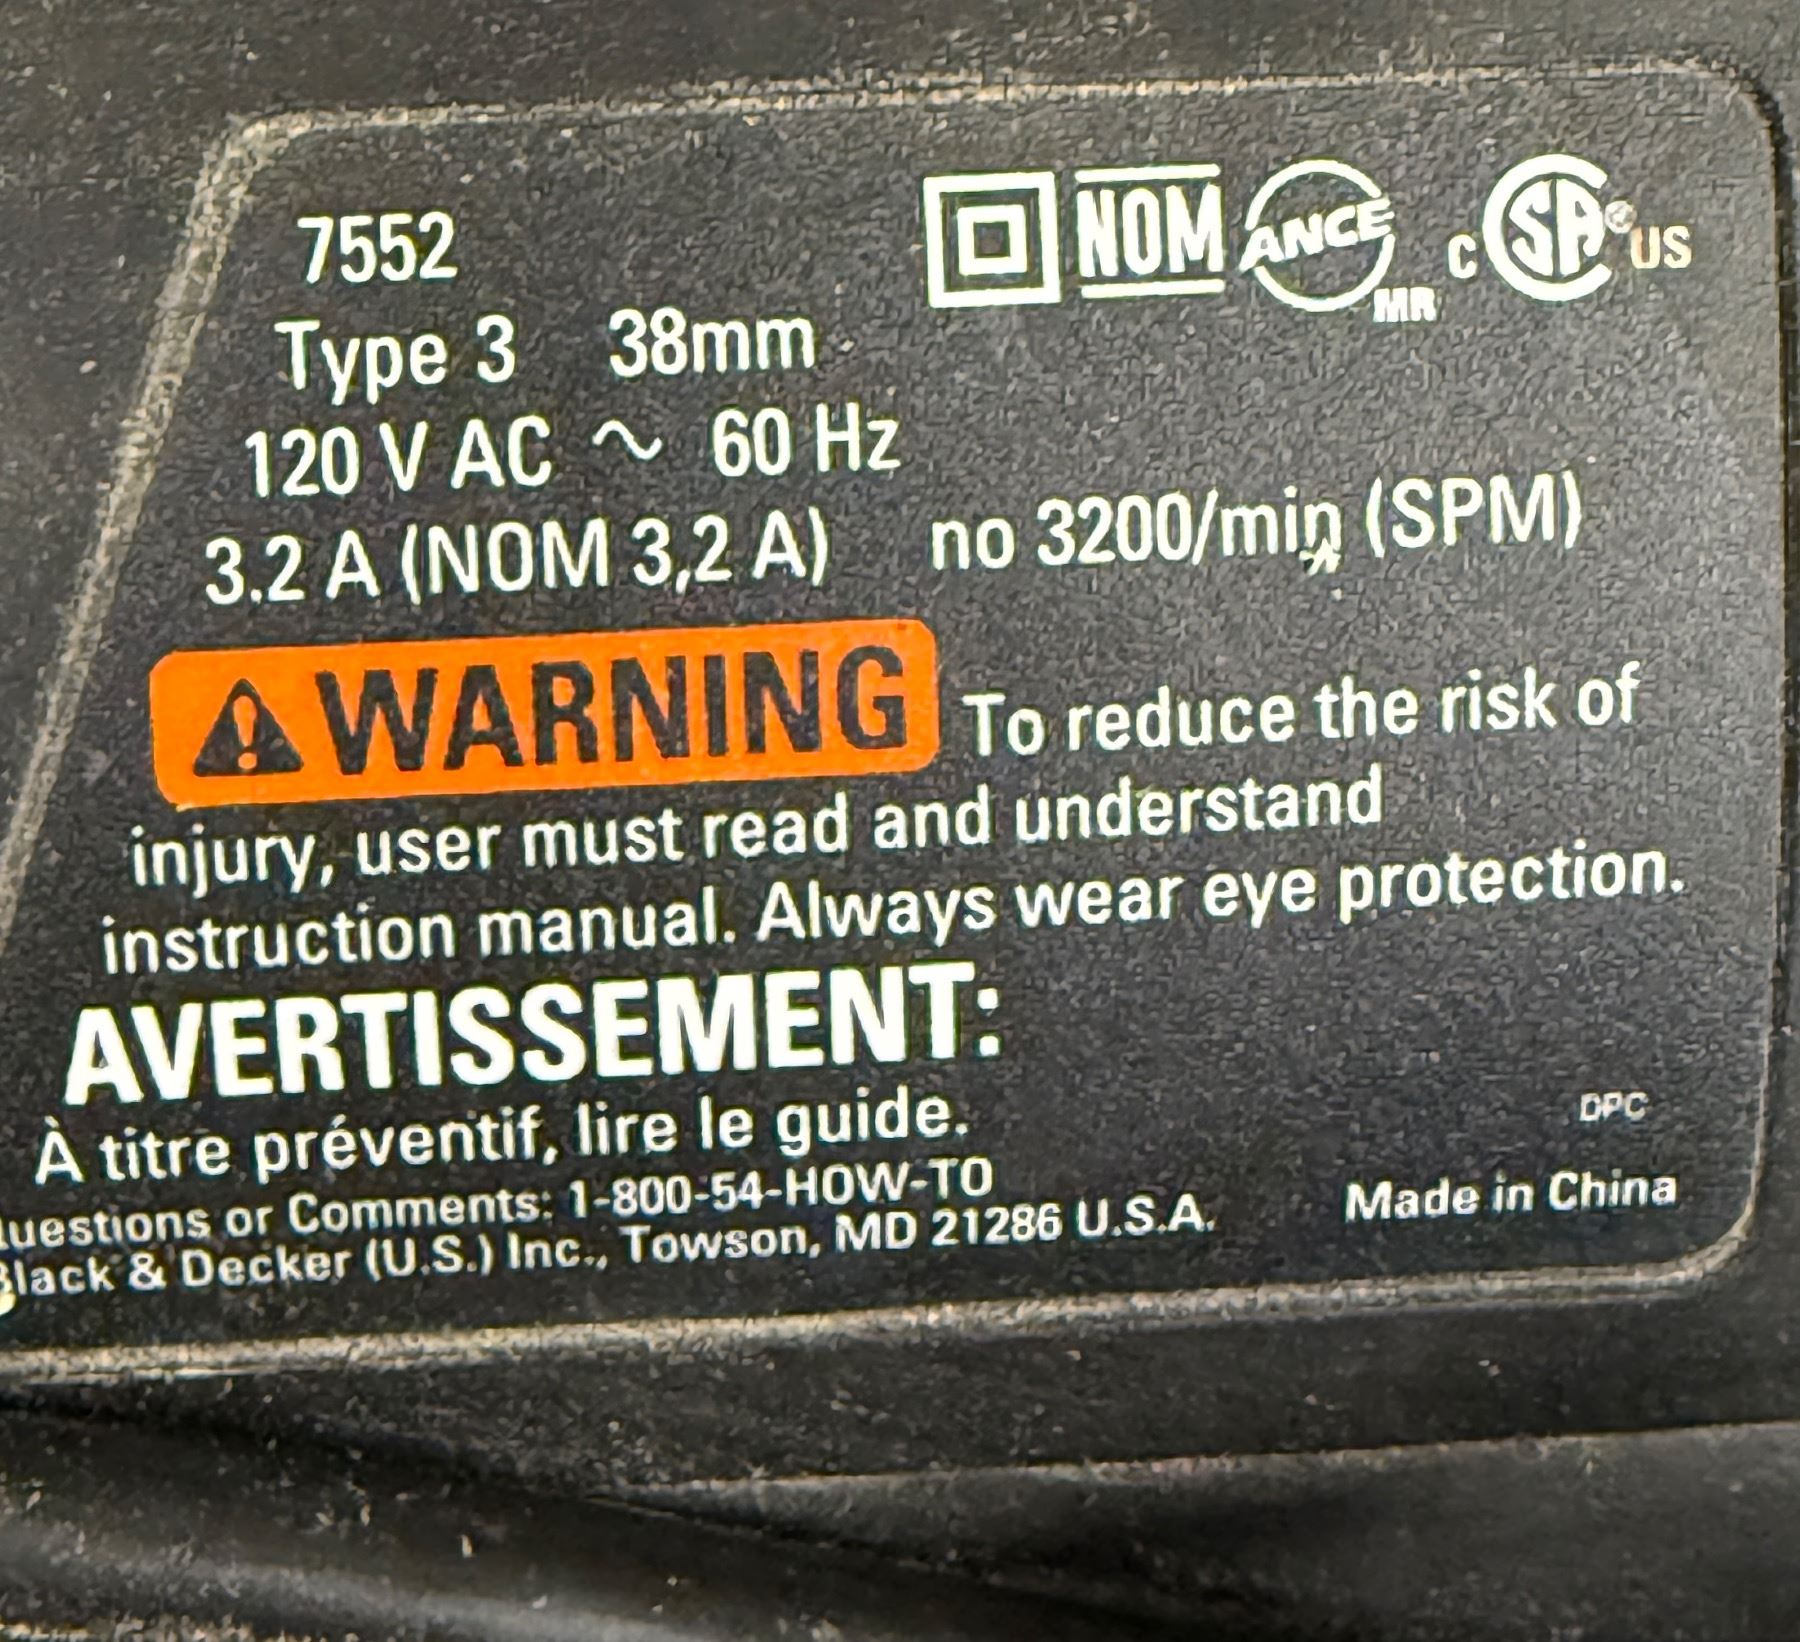 7552
NOM ANCE MR C SA ® US
Type 3 38mm
120 V AC ~ 60 Hz
3.2 A (NOM 3,2 A) no 3200/min (SPM)
WARNING To reduce the risk of
injury, user must read and understand
instruction manual. Always wear eye protection.
AVERTISSEMENT:
À titre préventif, lire le guide.
DPC
uestions or Comments: 1-800-54-HOW-TO
Black & Decker (U.S.) Inc., Towson, MD 21286 U.S.A.
Made in China